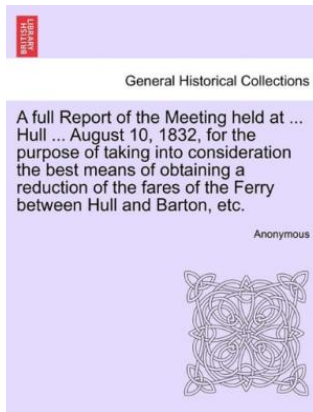 BRITISH
LIBRARY
General Historical Collections
A full Report of the Meeting held at ...
Hull ... August 10, 1832, for the
purpose of taking into consideration
the best means of obtaining a
reduction of the fares of the Ferry
between Hull and Barton, etc.
Anonymous